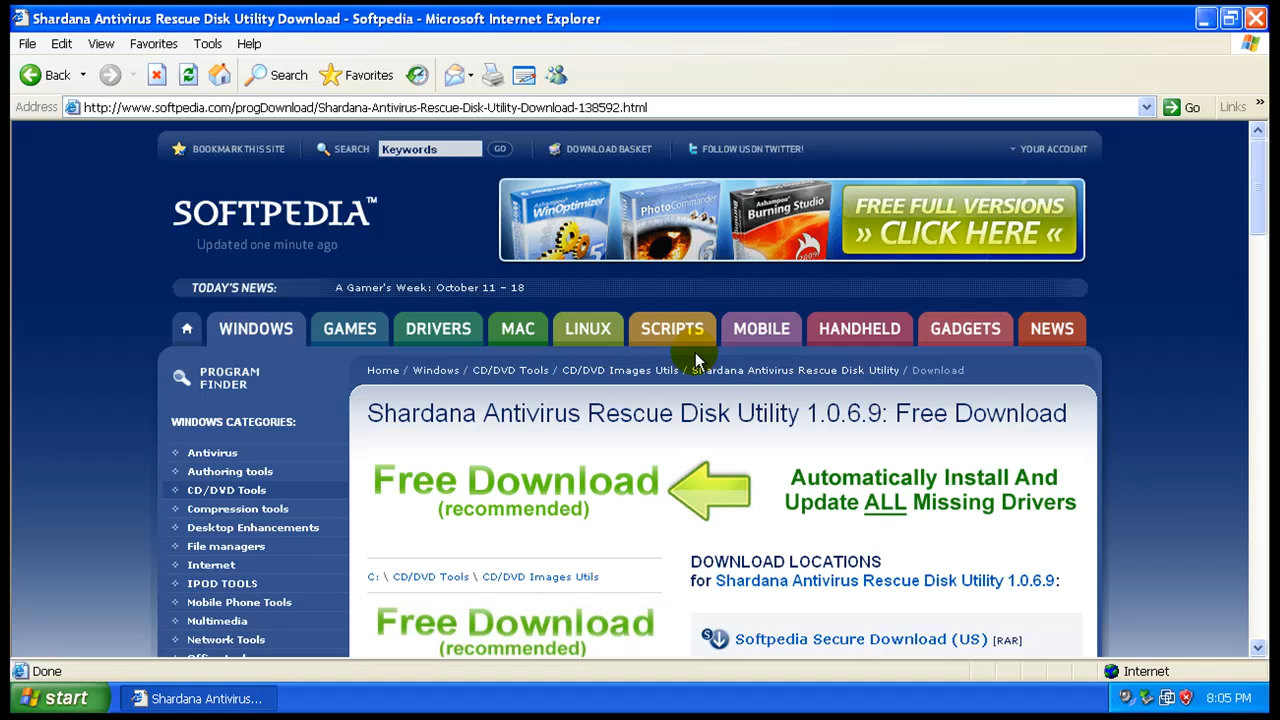 Shardana Antivirus Rescue Disk Utility Download - Softpedia - Microsoft Internet Explorer
File Edit View Favorites Tools Help
Back Search Favorites
Address http://www.softpedia.com/progDownload/Shardana-Antivirus-Rescue-Disk-Utility-Download-138592.html Go Links »
BOOKMARK THIS SITE SEARCH Keywords GO DOWNLOAD BASKET FOLLOW US ON TWITTER! YOUR ACCOUNT
SOFTPEDIA™
Updated one minute ago
Ashampoo WinOptimizer 5
Ashampoo PhotoCommander 6
Ashampoo Burning Studio 2009
FREE FULL VERSIONS
» CLICK HERE «
TODAY'S NEWS: A Gamer's Week: October 11 - 18
WINDOWS GAMES DRIVERS MAC LINUX SCRIPTS MOBILE HANDHELD GADGETS NEWS
PROGRAM
FINDER
Home / Windows / CD/DVD Tools / CD/DVD Images Utils / Shardana Antivirus Rescue Disk Utility / Download
WINDOWS CATEGORIES:
Antivirus
Authoring tools
CD/DVD Tools
Compression tools
Desktop Enhancements
File managers
Internet
IPOD TOOLS
Mobile Phone Tools
Multimedia
Network Tools
Shardana Antivirus Rescue Disk Utility 1.0.6.9: Free Download
Free Download
(recommended)
Automatically Install And
Update ALL Missing Drivers
C: \ CD/DVD Tools \ CD/DVD Images Utils
Free Download
(recommended)
DOWNLOAD LOCATIONS
for Shardana Antivirus Rescue Disk Utility 1.0.6.9:
Softpedia Secure Download (US) [RAR]
Done Internet
start Shardana Antivirus... 8:05 PM